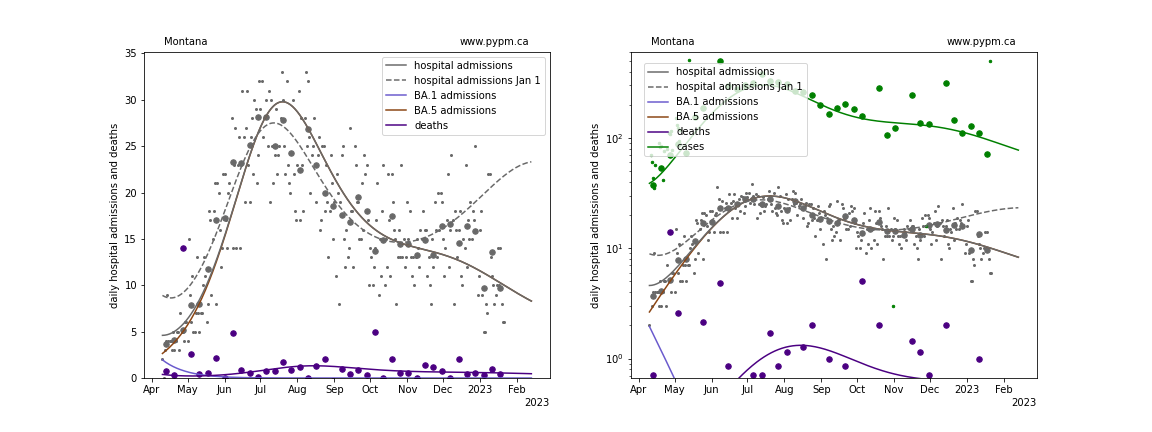 Montana
www.pypm.ca
35
30
25
20
15
10
5
0
daily hospital admissions and deaths
hospital admissions
hospital admissions Jan 1
BA.1 admissions
BA.5 admissions
deaths
Apr May Jun Jul Aug Sep Oct Nov Dec 2023 Feb
2023
Montana
www.pypm.ca
10²
10¹
10⁰
daily hospital admissions and deaths
hospital admissions
hospital admissions Jan 1
BA.1 admissions
BA.5 admissions
deaths
cases
Apr May Jun Jul Aug Sep Oct Nov Dec 2023 Feb
2023